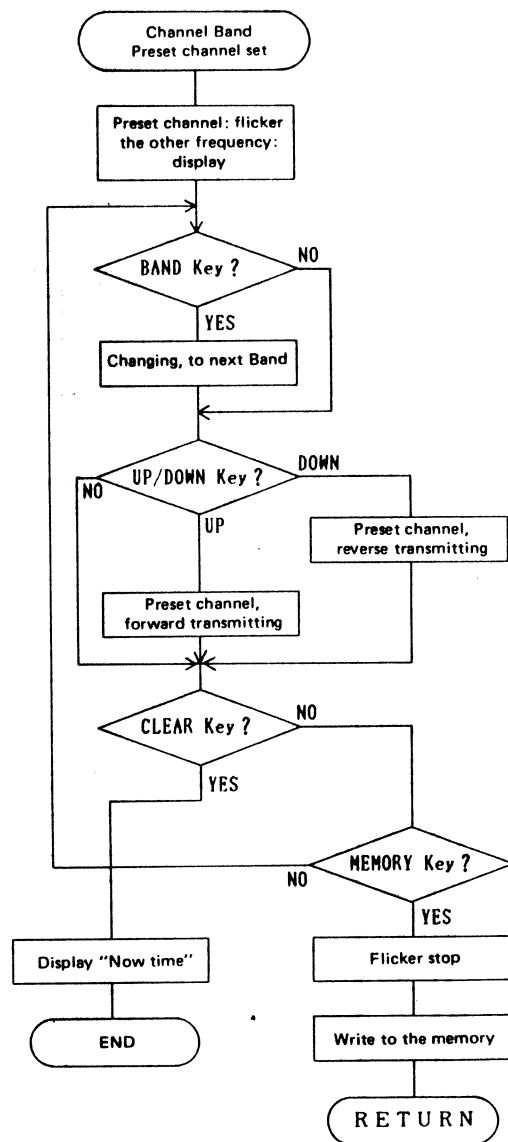 Channel Band
Preset channel set
Preset channel: flicker
the other frequency:
display
BAND Key?
NO
YES
Changing, to next Band
UP/DOWN Key?
NO
DOWN
UP
Preset channel,
reverse transmitting
Preset channel,
forward transmitting
CLEAR Key?
NO
YES
MEMORY Key?
NO
YES
Display "Now time"
Flicker stop
END
Write to the memory
RETURN